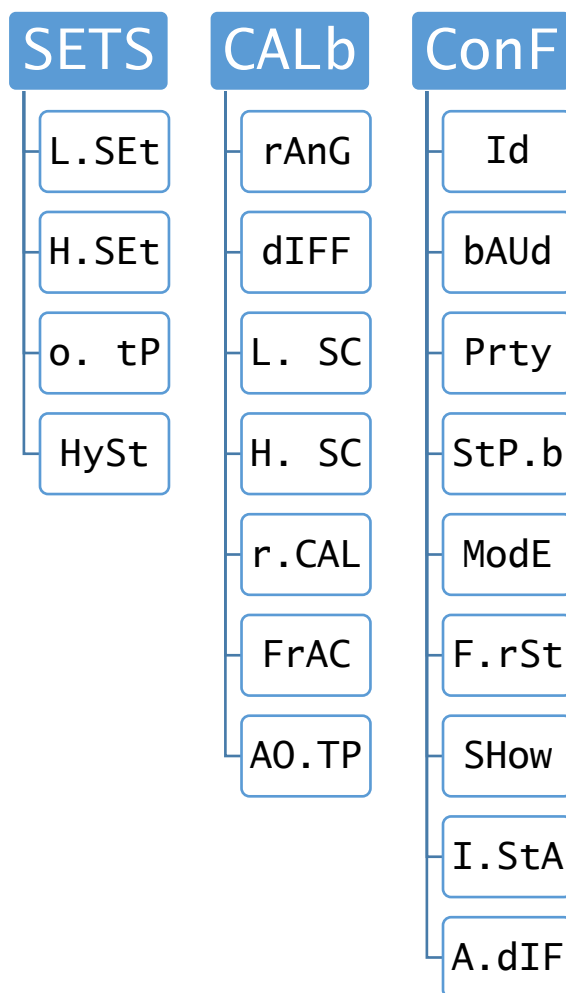 SETS
L.SEt
H.SEt
o. tP
HySt
CALb
rAnG
dIFF
L. SC
H. SC
r.CAL
FrAC
AO.TP
ConF
Id
bAUd
Prty
StP.b
ModE
F.rSt
SHow
I.StA
A.dIF